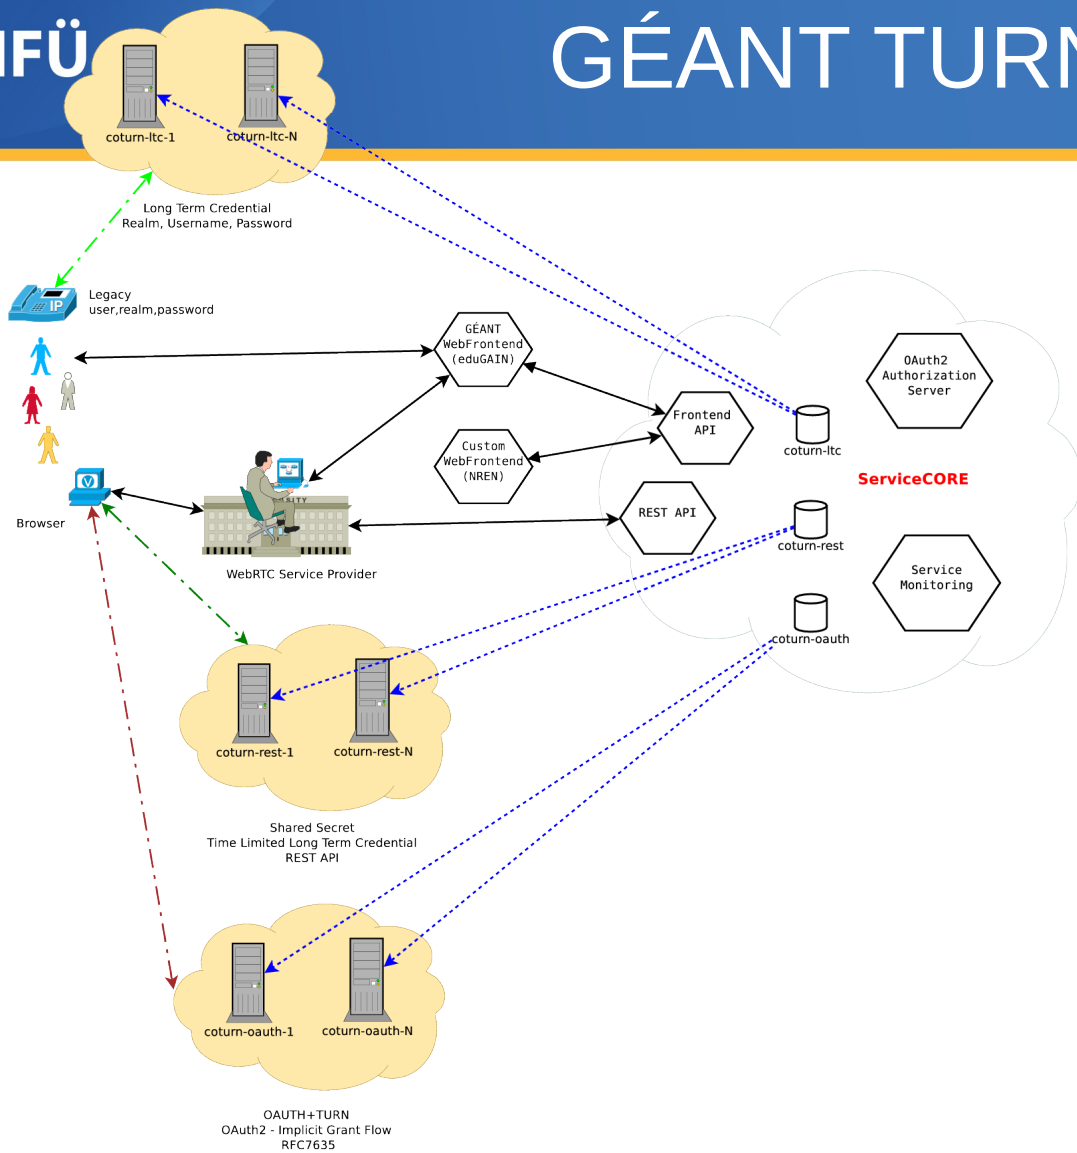 IFÜ
GÉANT TURN
coturn-ltc-1
coturn-ltc-N
Long Term Credential
Realm, Username, Password
Legacy
user,realm,password
IP
GÉANT
WebFrontend
(eduGAIN)
OAuth2
Authorization
Server
Frontend
API
coturn-ltc
Custom
WebFrontend
(NREN)
ServiceCORE
V
Browser
REST API
coturn-rest
WebRTC Service Provider
Service
Monitoring
coturn-oauth
coturn-rest-1
coturn-rest-N
Shared Secret
Time Limited Long Term Credential
REST API
coturn-oauth-1
coturn-oauth-N
OAUTH+TURN
OAuth2 - Implicit Grant Flow
RFC7635